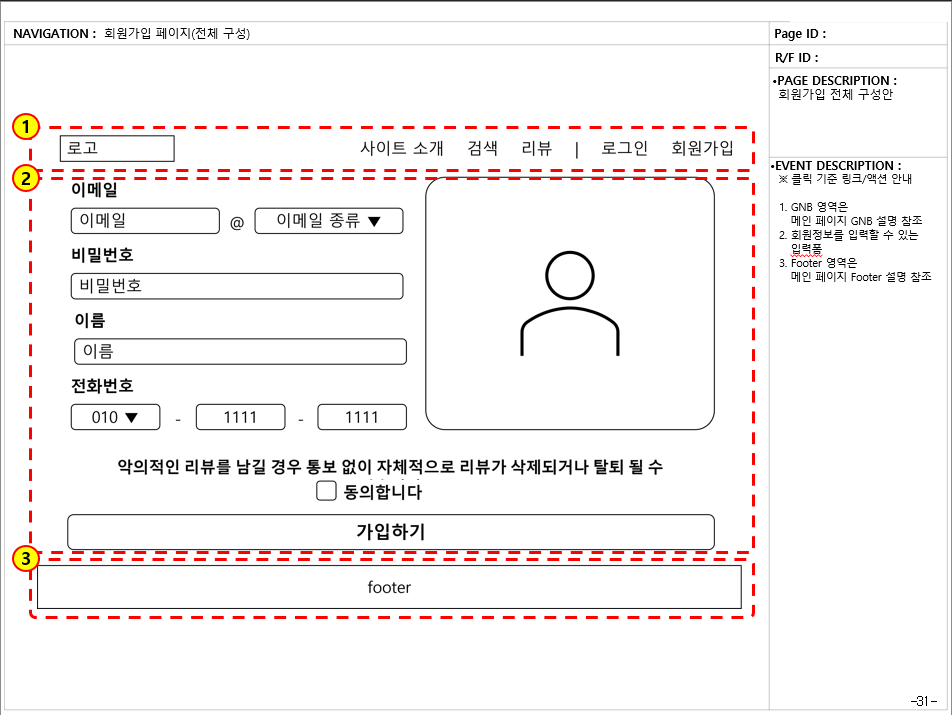 NAVIGATION : 회원가입 페이지(전체 구성)
Page ID :
R/F ID :
•PAGE DESCRIPTION :
회원가입 전체 구성안
1
로고
사이트 소개 검색 리뷰 | 로그인 회원가입
2
이메일
이메일 @ 이메일 종류 ▼
비밀번호
비밀번호
이름
이름
전화번호
010 ▼ - 1111 - 1111
악의적인 리뷰를 남길 경우 통보 없이 자체적으로 리뷰가 삭제되거나 탈퇴 될 수
동의합니다
가입하기
3
footer
•EVENT DESCRIPTION :
※ 클릭 기준 링크/액션 안내
1. GNB 영역은
메인 페이지 GNB 설명 참조
2. 회원정보를 입력할 수 있는
입력폼
3. Footer 영역은
메인 페이지 Footer 설명 참조
-31-